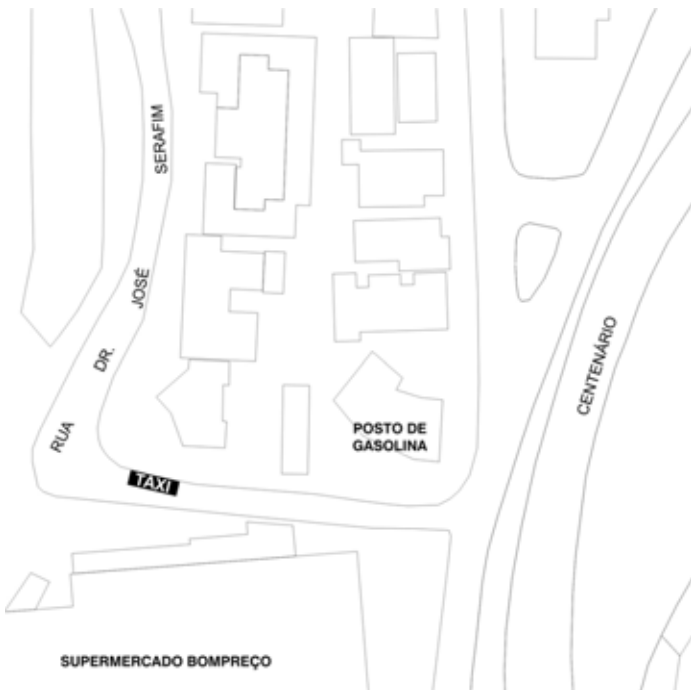 SERAFIM
JOSÉ
DR.
RUA
CENTENÁRIO
POSTO DE
GASOLINA
TAXI
SUPERMERCADO BOMPREÇO